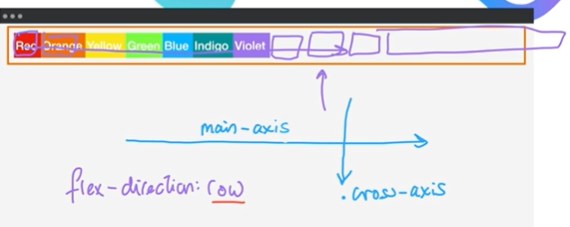 Red Orange Yellow Green Blue Indigo Violet
main-axis
flex-direction: row
cross-axis